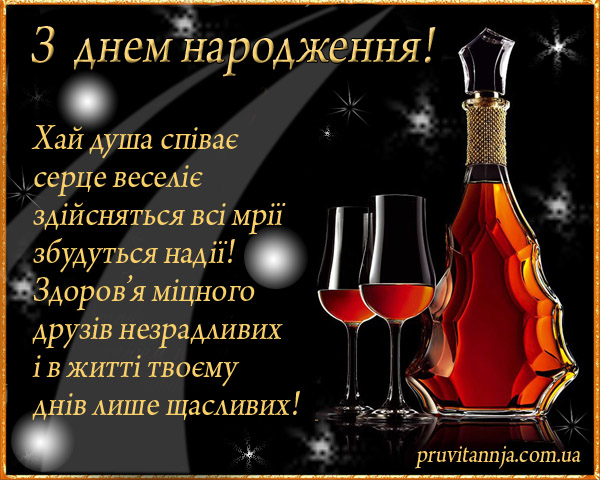 З днем народження!
Хай душа співає
серце веселіє
здійсняться всі мрії
збудуться надії!
Здоров’я міцного
друзів незрадливих
і в житті твоєму
днів лише щасливих!
pruvitannja.com.ua